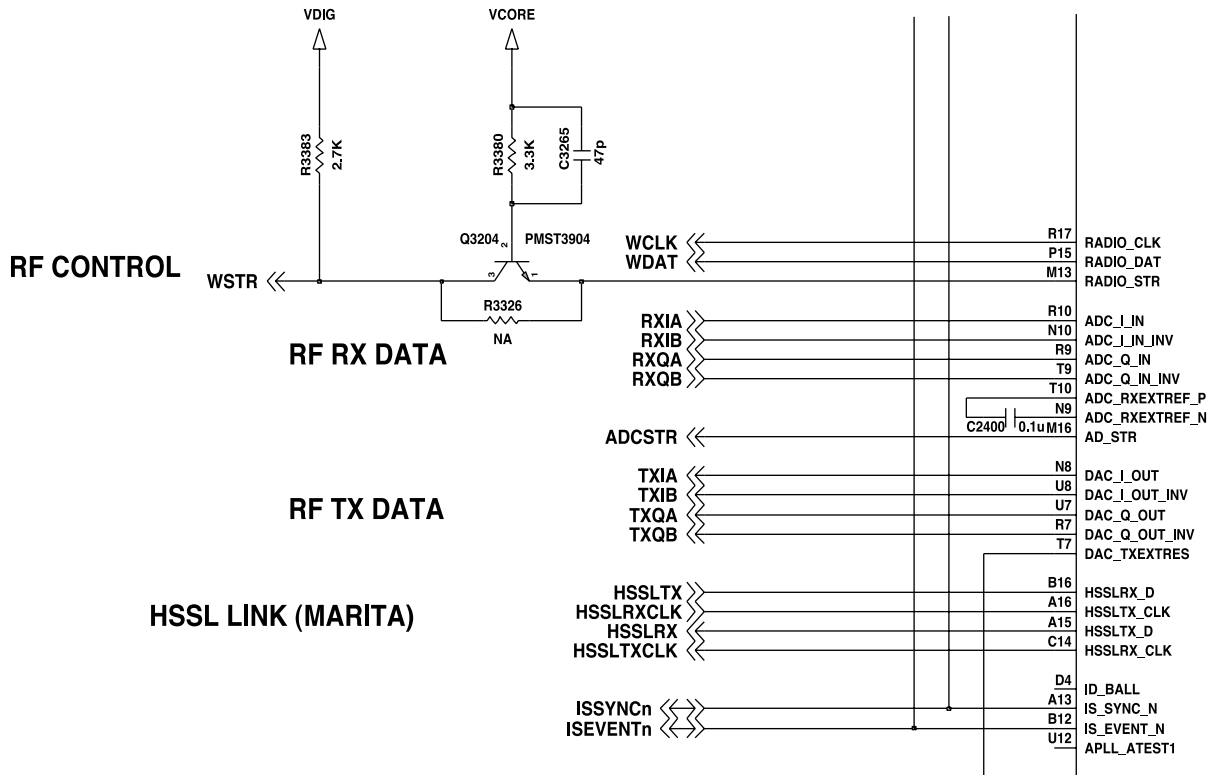 VDIG
VCORE
R3383
2.7K
R3380
3.3K
C3265
47p
Q3204
2
PMST3904
3
1
RF CONTROL
WSTR
R3326
NA
WCLK
R17
RADIO_CLK
WDAT
P15
RADIO_DAT
M13
RADIO_STR
RF RX DATA
RXIA
R10
ADC_I_IN
RXIB
N10
ADC_I_IN_INV
RXQA
R9
ADC_Q_IN
RXQB
T9
ADC_Q_IN_INV
T10
ADC_RXEXTREF_P
N9
ADC_RXEXTREF_N
C2400
0.1u
ADCSTR
M16
AD_STR
RF TX DATA
TXIA
N8
DAC_I_OUT
TXIB
U8
DAC_I_OUT_INV
TXQA
U7
DAC_Q_OUT
TXQB
R7
DAC_Q_OUT_INV
T7
DAC_TXEXTRES
HSSL LINK (MARITA)
HSSLTX
B16
HSSLRX_D
HSSLRXCLK
A16
HSSLTX_CLK
HSSLRX
A15
HSSLTX_D
HSSLTXCLK
C14
HSSLRX_CLK
D4
ID_BALL
ISSYNCn
A13
IS_SYNC_N
ISEVENTn
B12
IS_EVENT_N
U12
APLL_ATEST1